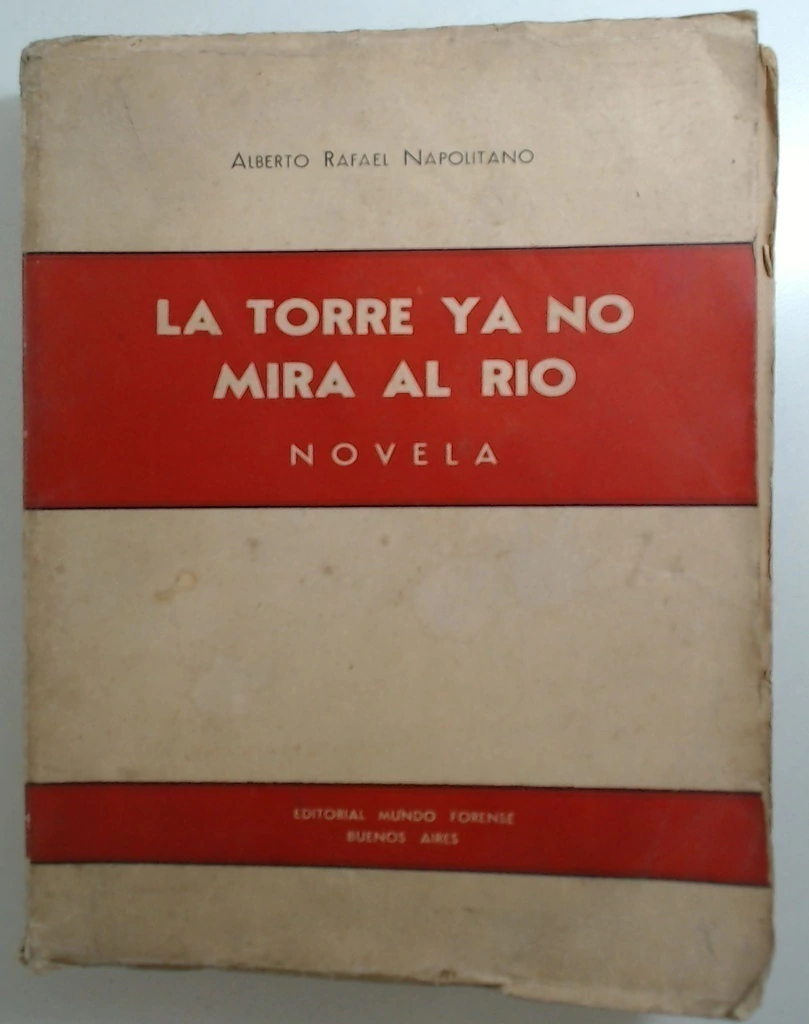 ALBERTO RAFAEL NAPOLITANO
LA TORRE YA NO
MIRA AL RIO
NOVELA
EDITORIAL MUNDO FORENSE
BUENOS AIRES